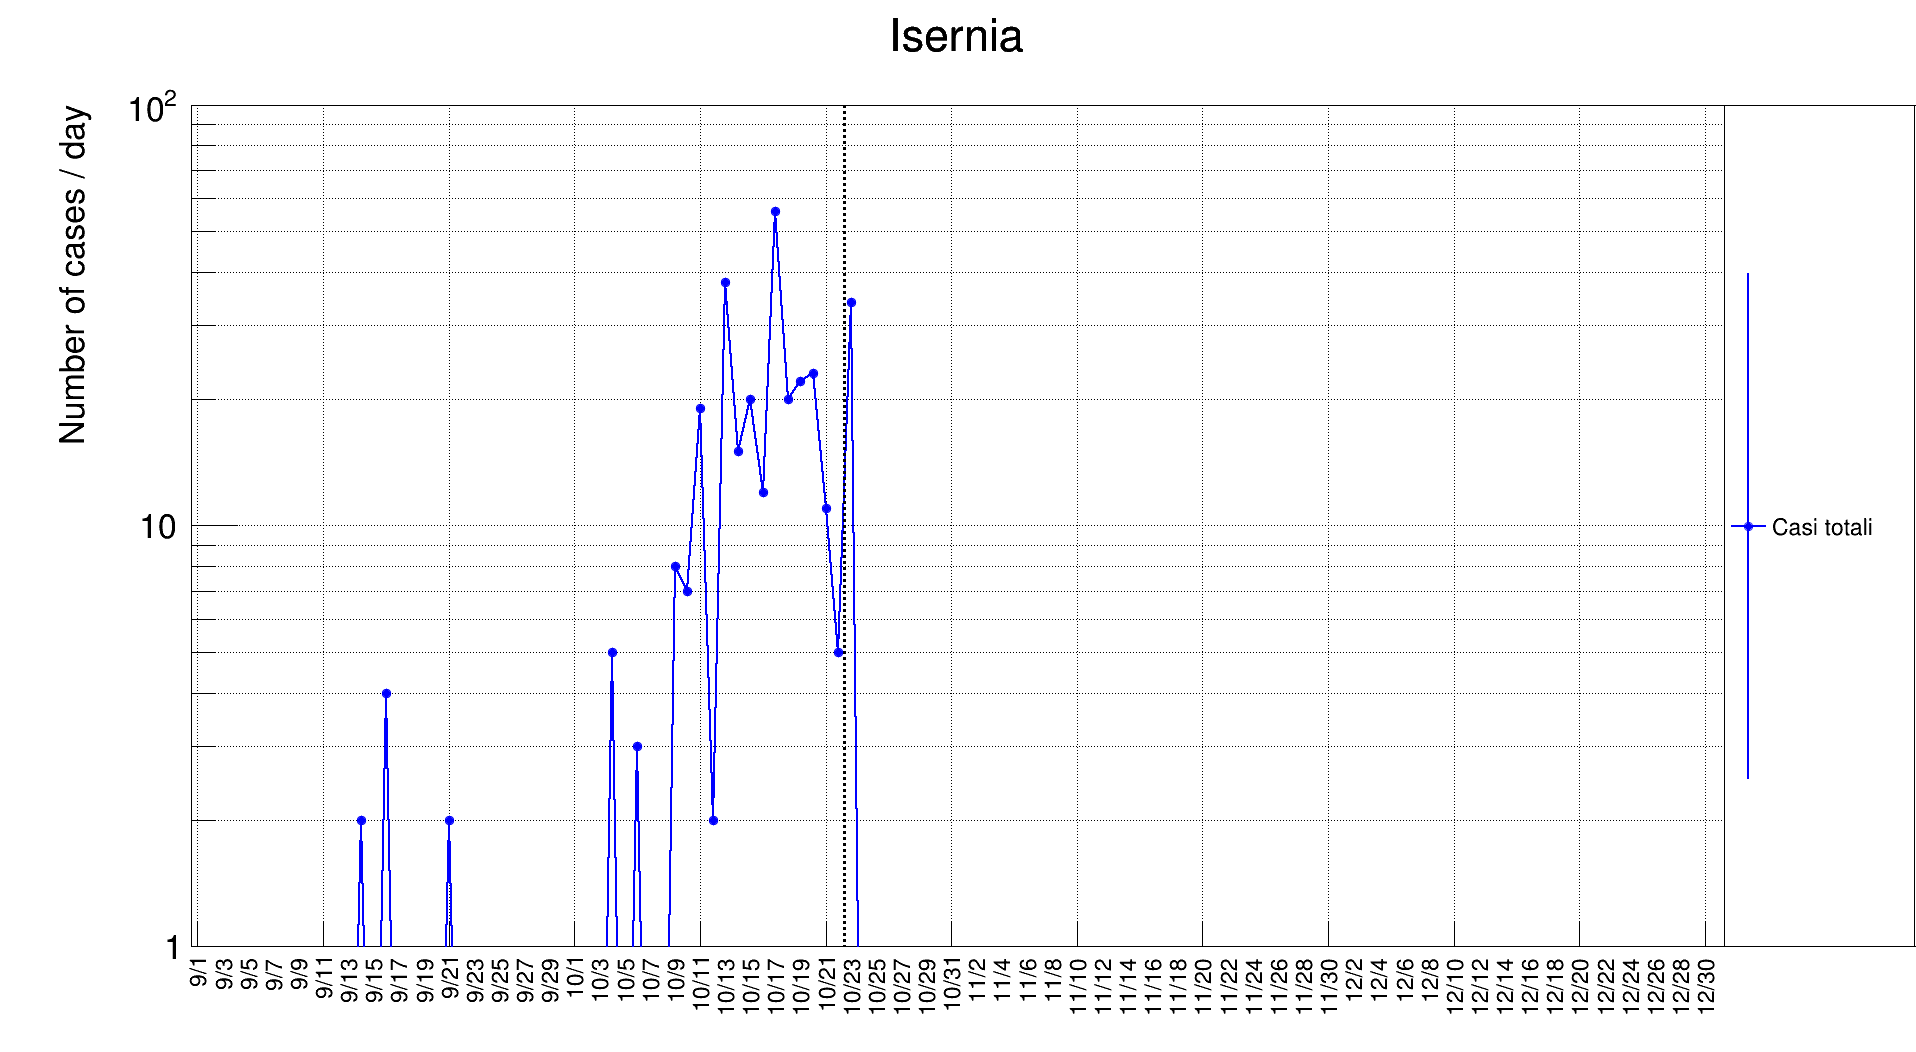 Isernia
Number of cases / day
10²
10
1
9/1 9/3 9/5 9/7 9/9 9/11 9/13 9/15 9/17 9/19 9/21 9/23 9/25 9/27 9/29 10/1 10/3 10/5 10/7 10/9 10/11 10/13 10/15 10/17 10/19 10/21 10/23 10/25 10/27 10/29 10/31 11/2 11/4 11/6 11/8 11/10 11/12 11/14 11/16 11/18 11/20 11/22 11/24 11/26 11/28 11/30 12/2 12/4 12/6 12/8 12/10 12/12 12/14 12/16 12/18 12/20 12/22 12/24 12/26 12/28 12/30
Casi totali